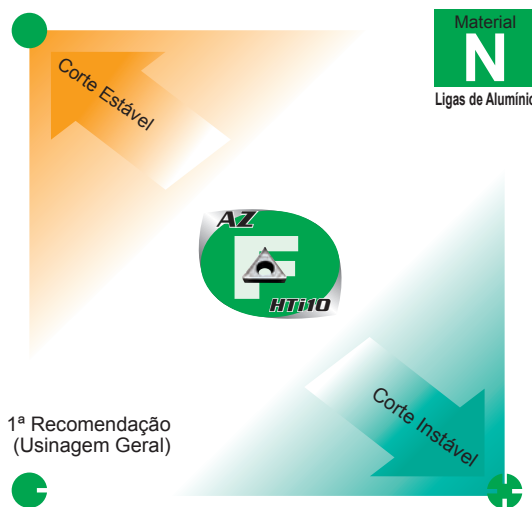 Material
N
Ligas de Alumínio
Corte Estável
AZ
F
HTi10
Corte Instável
1ª Recomendação
(Usinagem Geral)